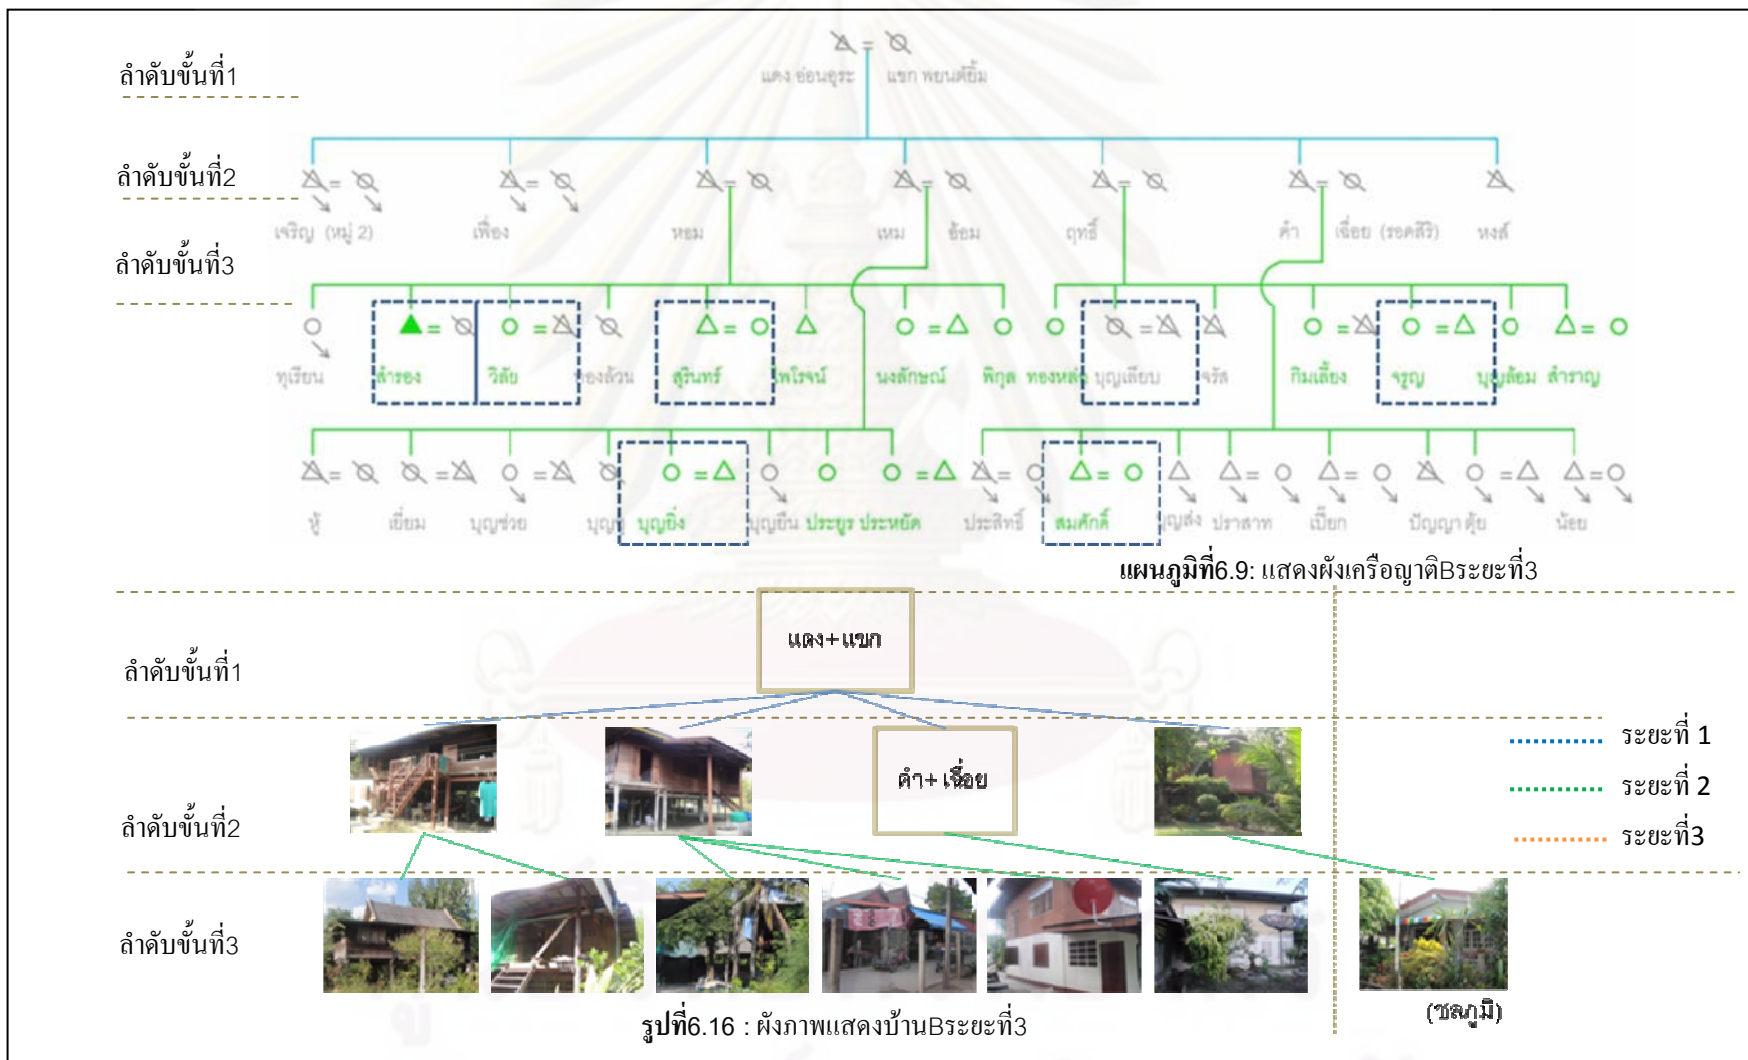 ลำดับขั้นที่1
แดง อ่อนอุระ แขก พยนต์ยิ้ม
ลำดับขั้นที่2
เจริญ (หมู่ 2) เฟื่อง หอม เหม อ้อม ฤทธิ์ คำ เฉื่อย (รอดสิริ) หงส์
ลำดับขั้นที่3
ทุเรียน สำรอง วิลัย ทองล้วน สุรินทร์ ไพโรจน์ นงลักษณ์ พิกุล ทองหล่อ บุญเลียบ จรัส กิมเลี้ยง จรูญ บุญล้อม สำราญ
หู้ เยี่ยม บุญช่วย บุญยิ่ง บุญยืน ประยูร ประหยัด ประสิทธิ์ สมศักดิ์ บุญส่ง ปราสาท เปี๊ยก ปัญญา ตุ้ย น้อย
แผนภูมิที่6.9: แสดงผังเครือญาติBระยะที่3
แดง+แขก
ลำดับขั้นที่1
คำ+เฉื่อย
ระยะที่ 1
ระยะที่ 2
ลำดับขั้นที่2
ระยะที่3
ลำดับขั้นที่3
(ชลภูมิ)
รูปที่6.16 : ผังภาพแสดงบ้านBระยะที่3